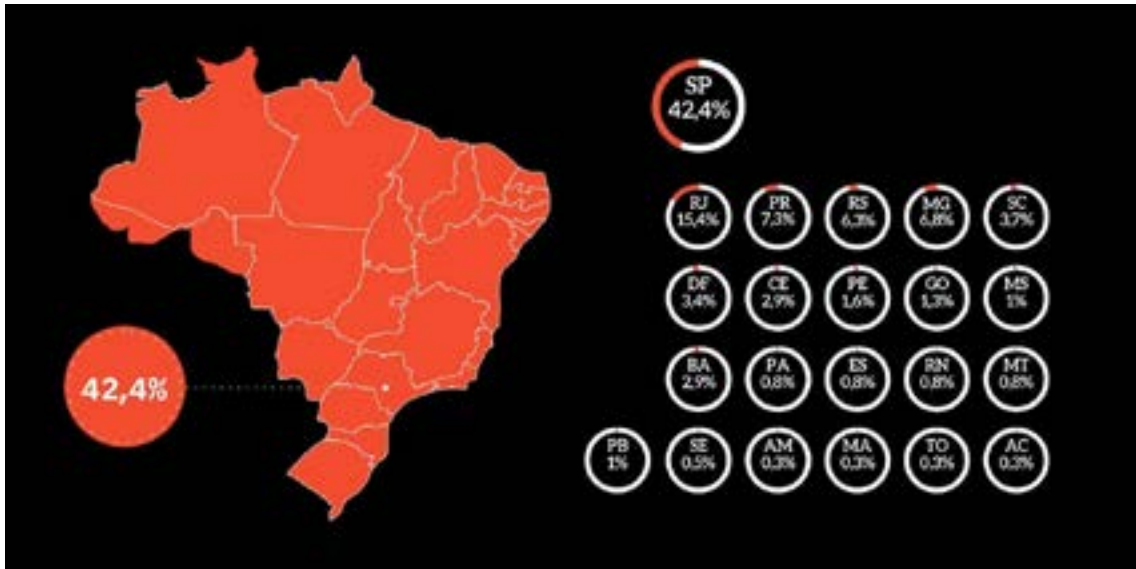 42,4%
SP
42,4%
RJ
15,4%
PR
7,3%
RS
6,3%
MG
6,8%
SC
3,7%
DF
3,4%
CE
2,9%
PE
1,6%
GO
1,3%
MS
1%
BA
2,9%
PA
0,8%
ES
0,8%
RN
0,8%
MT
0,8%
PB
1%
SE
0,5%
AM
0,3%
MA
0,3%
TO
0,3%
AC
0,3%